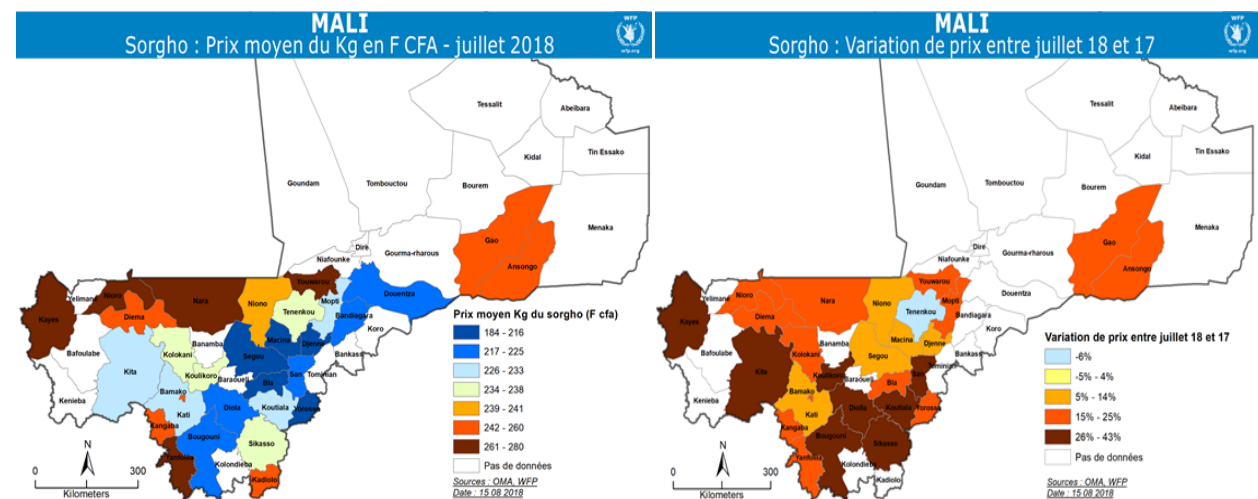 MALI
Sorgho : Prix moyen du Kg en F CFA - juillet 2018
WFP
wfp.org
Tessalit
Abeibara
Kidal
Tin Essako
Goundam
Tombouctou
Bourem
Menaka
Gao
Ansongo
Dire
Gourma-rharous
Niafounke
Youwarou
Douentza
Yelimané
Nioro
Nara
Niono
Mopti
Tenenkou
Kayes
Diema
Bandiagara
Koro
Macina
Djenne
Bafoulabe
Kolokani
Banamba
Segou
Bankass
Kita
Koulikoro
Baraoueli
San
Tominian
Bla
Kenieba
Bamako
Kati
Diola
Koutiala
Yorosso
Kangaba
Bougouni
Sikasso
Yanfolila
Kolondieba
Kadiolo
N
0 300
Kilometers
Prix moyen Kg du sorgho (F cfa)
184 - 216
217 - 225
226 - 233
234 - 238
239 - 241
242 - 260
261 - 280
Pas de données
Sources : OMA, WFP
Date : 15 08 2018
MALI
Sorgho : Variation de prix entre juillet 18 et 17
WFP
wfp.org
Tessalit
Abeibara
Kidal
Tin Essako
Goundam
Tombouctou
Bourem
Menaka
Gao
Ansongo
Dire
Gourma-rharous
Niafounke
Youwarou
Douentza
Yelimane
Nioro
Nara
Niono
Mopti
Tenenkou
Kayes
Diema
Bandiagara
Koro
Macina
Djenne
Bafoulabe
Kolokani
Banamba
Segou
Bankass
Kita
Koulikoro
Baraoueli
San
Tominian
Bla
Kenieba
Bamako
Kati
Diolla
Koutiala
Yorosso
Kangaba
Bougouni
Sikasso
Yanfolila
Kolondieba
Kadiolo
N
0 300
Kilometers
Variation de prix entre juillet 18 et 17
-6%
-5% - 4%
5% - 14%
15% - 25%
26% - 43%
Pas de données
Sources : OMA, WFP
Date : 15 08 2018